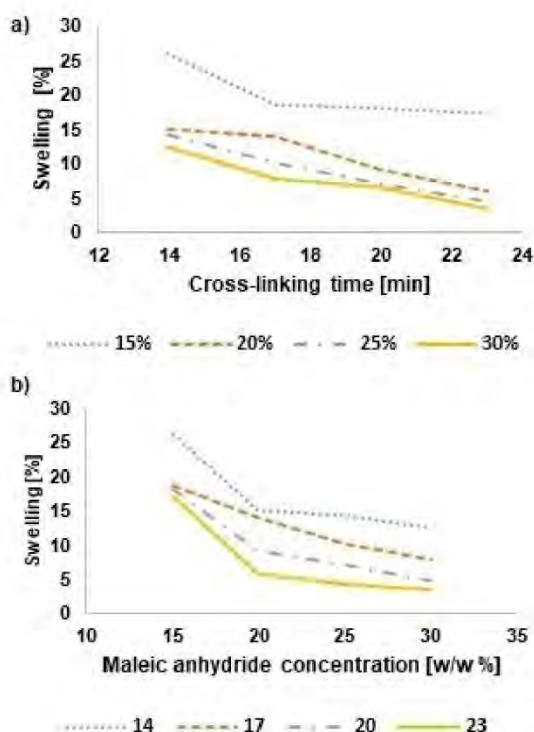 a)
30
25
20
15
10
5
0
Swelling [%]
12 14 16 18 20 22 24
Cross-linking time [min]
15% 20% 25% 30%
b)
30
25
20
15
10
5
0
Swelling [%]
10 15 20 25 30 35
Maleic anhydride concentration [w/w %]
14 17 20 23